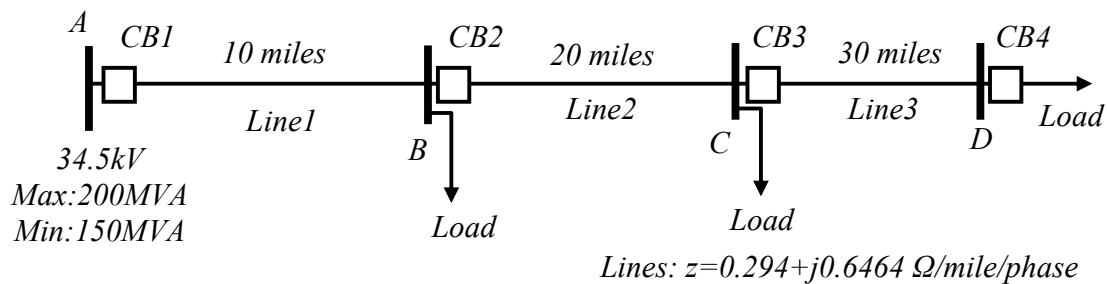 A
CB1
10 miles
CB2
20 miles
CB3
30 miles
CB4
Line1
B
Line2
C
Line3
D
Load
34.5kV
Max:200MVA
Min:150MVA
Load
Load
Lines: z=0.294+j0.6464 Ω/mile/phase